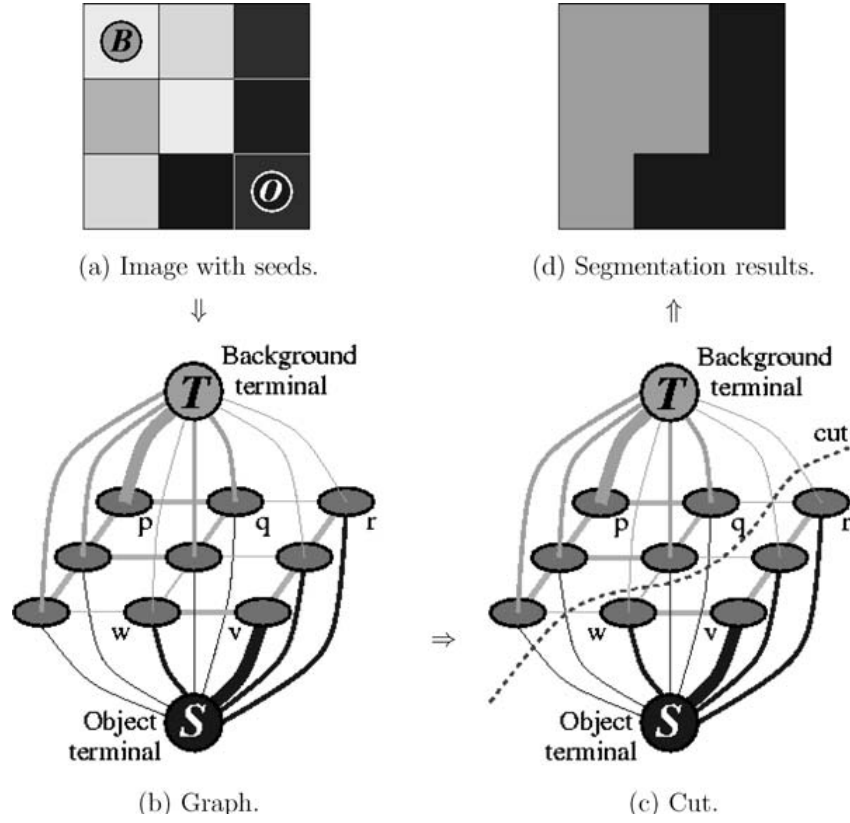 B
O
(a) Image with seeds.
(d) Segmentation results.
⇓
⇑
Background
terminal
T
p
q
r
w
v
S
Object
terminal
(b) Graph.
⇒
Background
terminal
T
cut
p
q
r
w
v
S
Object
terminal
(c) Cut.